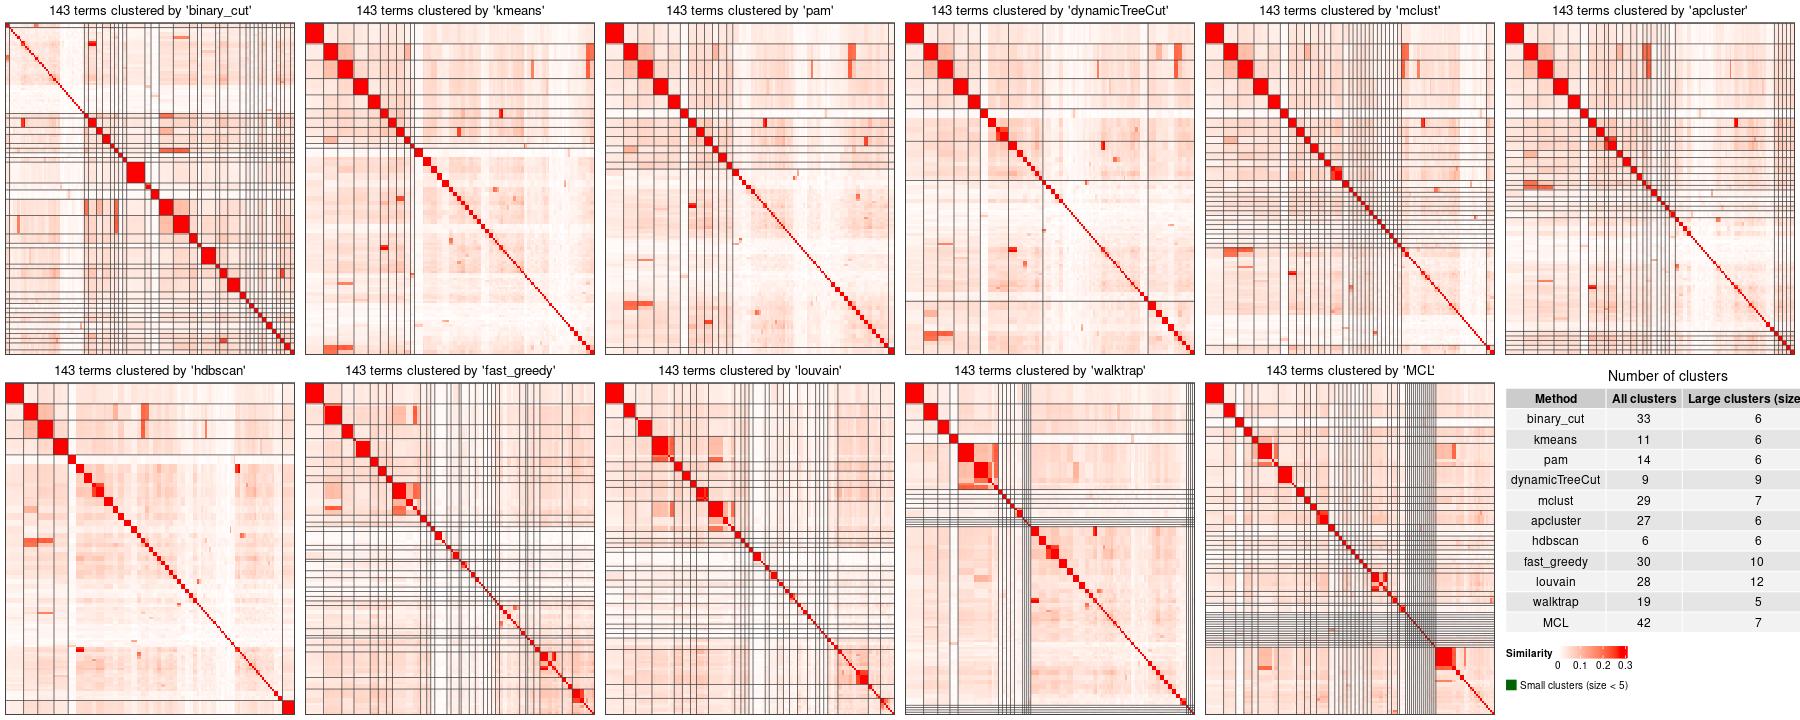 143 terms clustered by 'binary_cut'
143 terms clustered by 'kmeans'
143 terms clustered by 'pam'
143 terms clustered by 'dynamicTreeCut'
143 terms clustered by 'mclust'
143 terms clustered by 'apcluster'
143 terms clustered by 'hdbscan'
143 terms clustered by 'fast_greedy'
143 terms clustered by 'louvain'
143 terms clustered by 'walktrap'
143 terms clustered by 'MCL'
Number of clusters
Method All clusters Large clusters (size
binary_cut 33 6
kmeans 11 6
pam 14 6
dynamicTreeCut 9 9
mclust 29 7
apcluster 27 6
hdbscan 6 6
fast_greedy 30 10
louvain 28 12
walktrap 19 5
MCL 42 7
Similarity
0 0.1 0.2 0.3
Small clusters (size < 5)